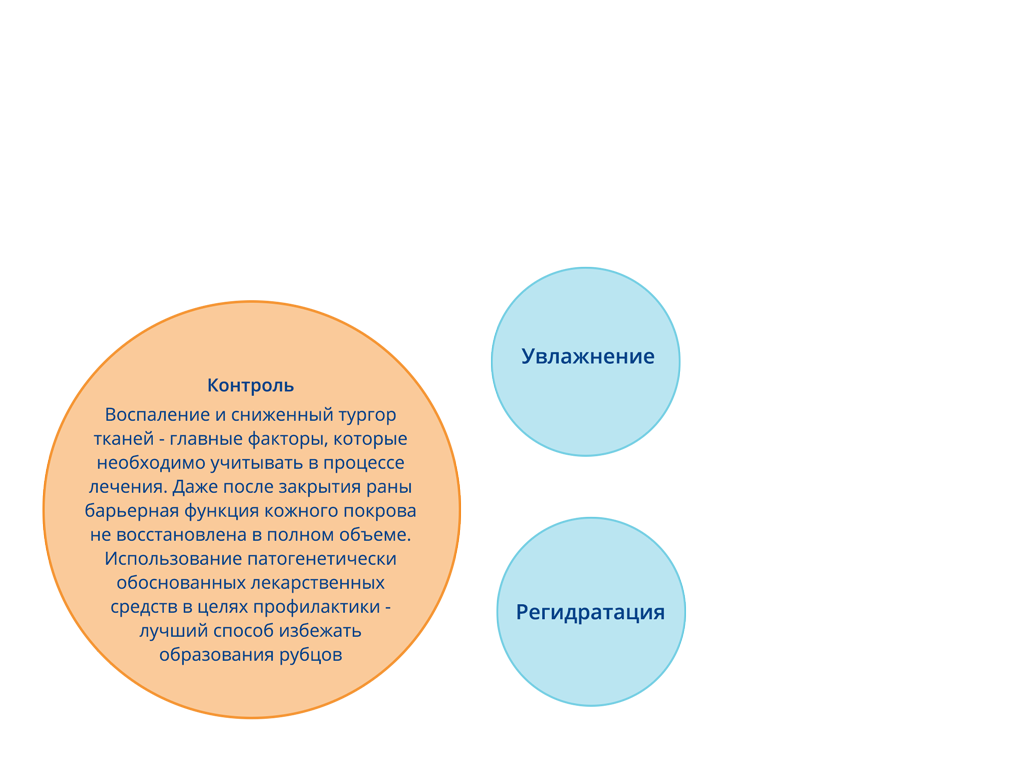 Контроль
Воспаление и сниженный тургор
тканей - главные факторы, которые
необходимо учитывать в процессе
лечения. Даже после закрытия раны
барьерная функция кожного покрова
не восстановлена в полном объеме.
Использование патогенетически
обоснованных лекарственных
средств в целях профилактики -
лучший способ избежать
образования рубцов
Увлажнение
Регидратация